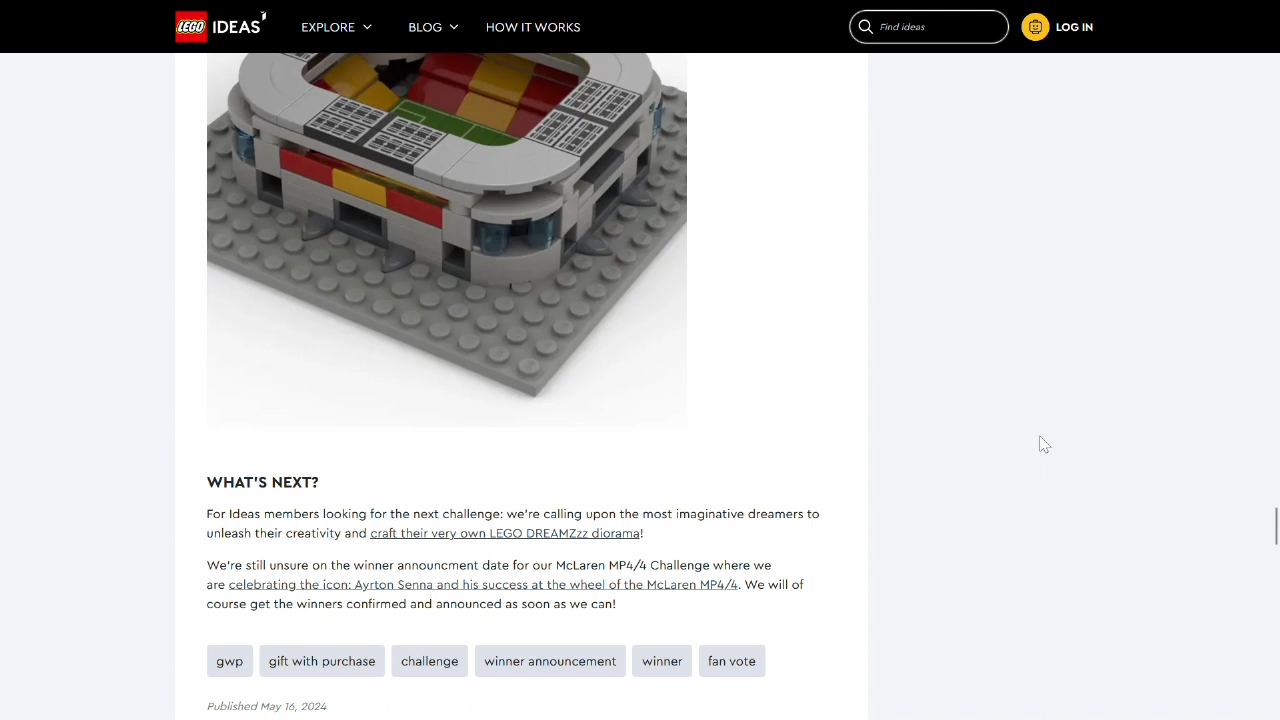 LEGO IDEAS EXPLORE BLOG HOW IT WORKS Find ideas LOG IN
WHAT'S NEXT?
For Ideas members looking for the next challenge: we're calling upon the most imaginative dreamers to
unleash their creativity and craft their very own LEGO DREAMZzz diorama!
We're still unsure on the winner announcment date for our McLaren MP4/4 Challenge where we
are celebrating the icon: Ayrton Senna and his success at the wheel of the McLaren MP4/4. We will of
course get the winners confirmed and announced as soon as we can!
gwp gift with purchase challenge winner announcement winner fan vote
Published May 16, 2024